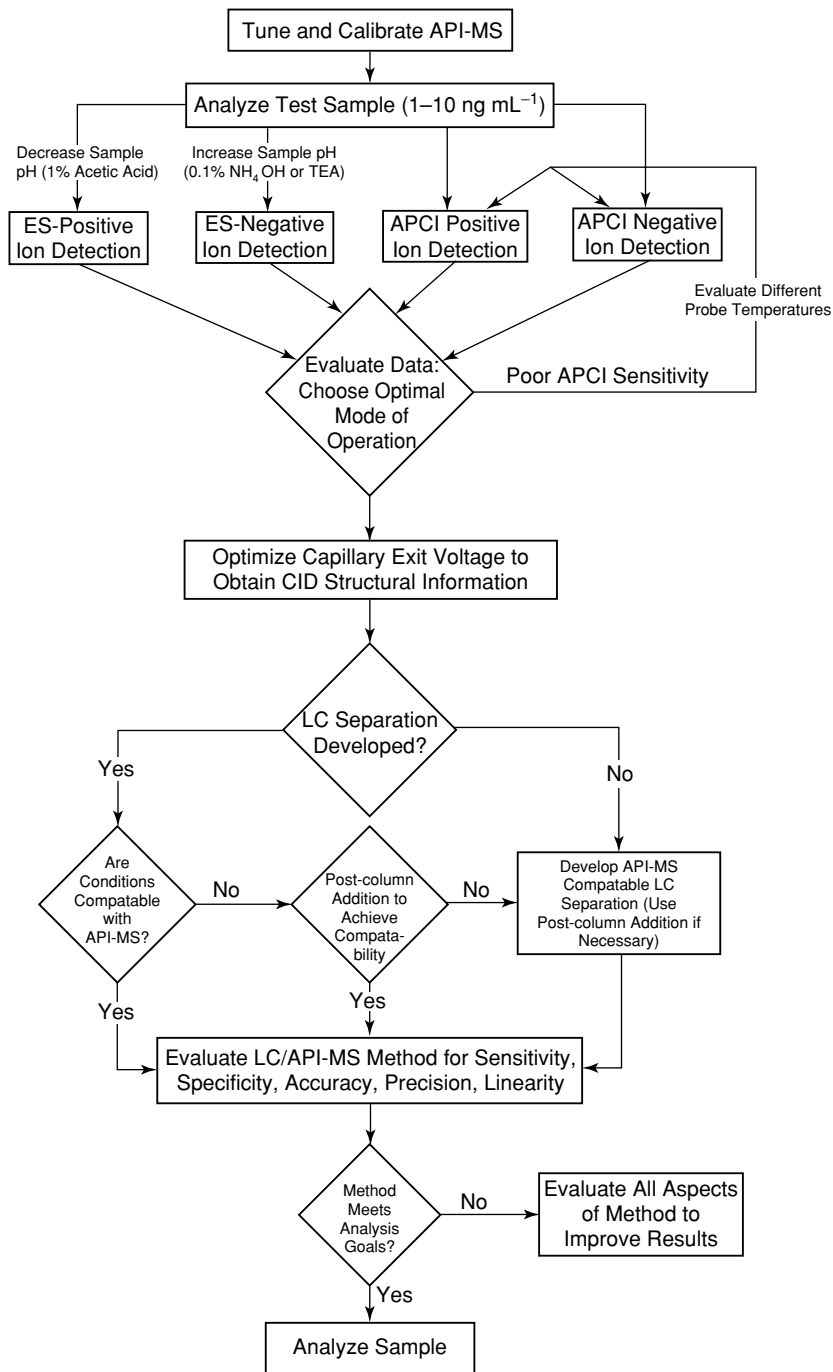 Tune and Calibrate API-MS
Analyze Test Sample (1–10 ng mL⁻¹)
Decrease Sample
pH (1% Acetic Acid)
Increase Sample pH
(0.1% NH₄ OH or TEA)
ES-Positive
Ion Detection
ES-Negative
Ion Detection
APCI Positive
Ion Detection
APCI Negative
Ion Detection
Evaluate Different
Probe Temperatures
Evaluate Data:
Choose Optimal
Mode of
Operation
Poor APCI Sensitivity
Optimize Capillary Exit Voltage to
Obtain CID Structural Information
LC Separation
Developed?
Yes
No
Are
Conditions
Compatable
with
API-MS?
No
Post-column
Addition to
Achieve
Compata-
bility
No
Develop API-MS
Compatable LC
Separation (Use
Post-column Addition if
Necessary)
Yes
Yes
Evaluate LC/API-MS Method for Sensitivity,
Specificity, Accuracy, Precision, Linearity
Method
Meets
Analysis
Goals?
No
Evaluate All Aspects
of Method to
Improve Results
Yes
Analyze Sample